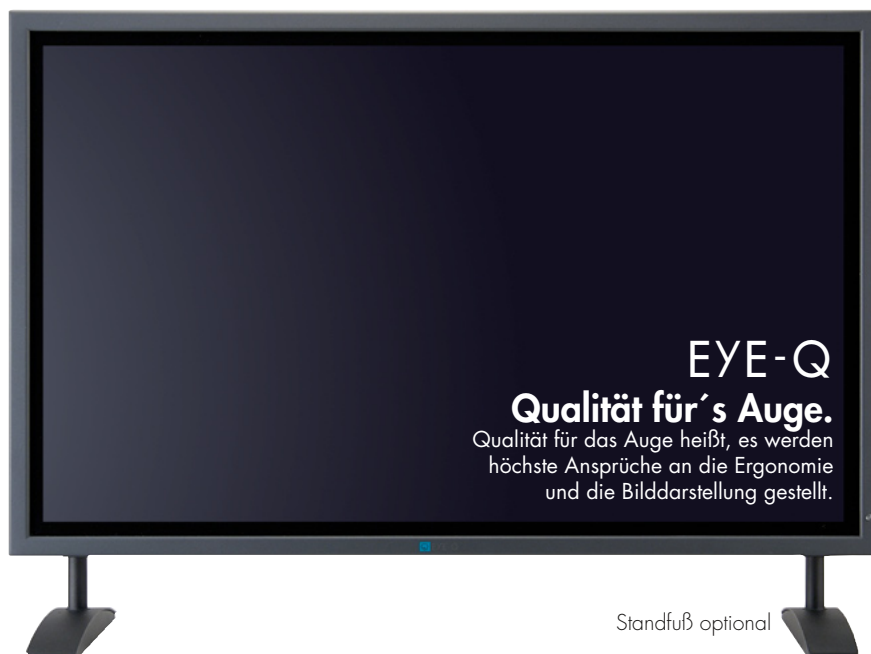 EYE-Q
Qualität für´s Auge.
Qualität für das Auge heißt, es werden
höchste Ansprüche an die Ergonomie
und die Bilddarstellung gestellt.
Standfuß optional